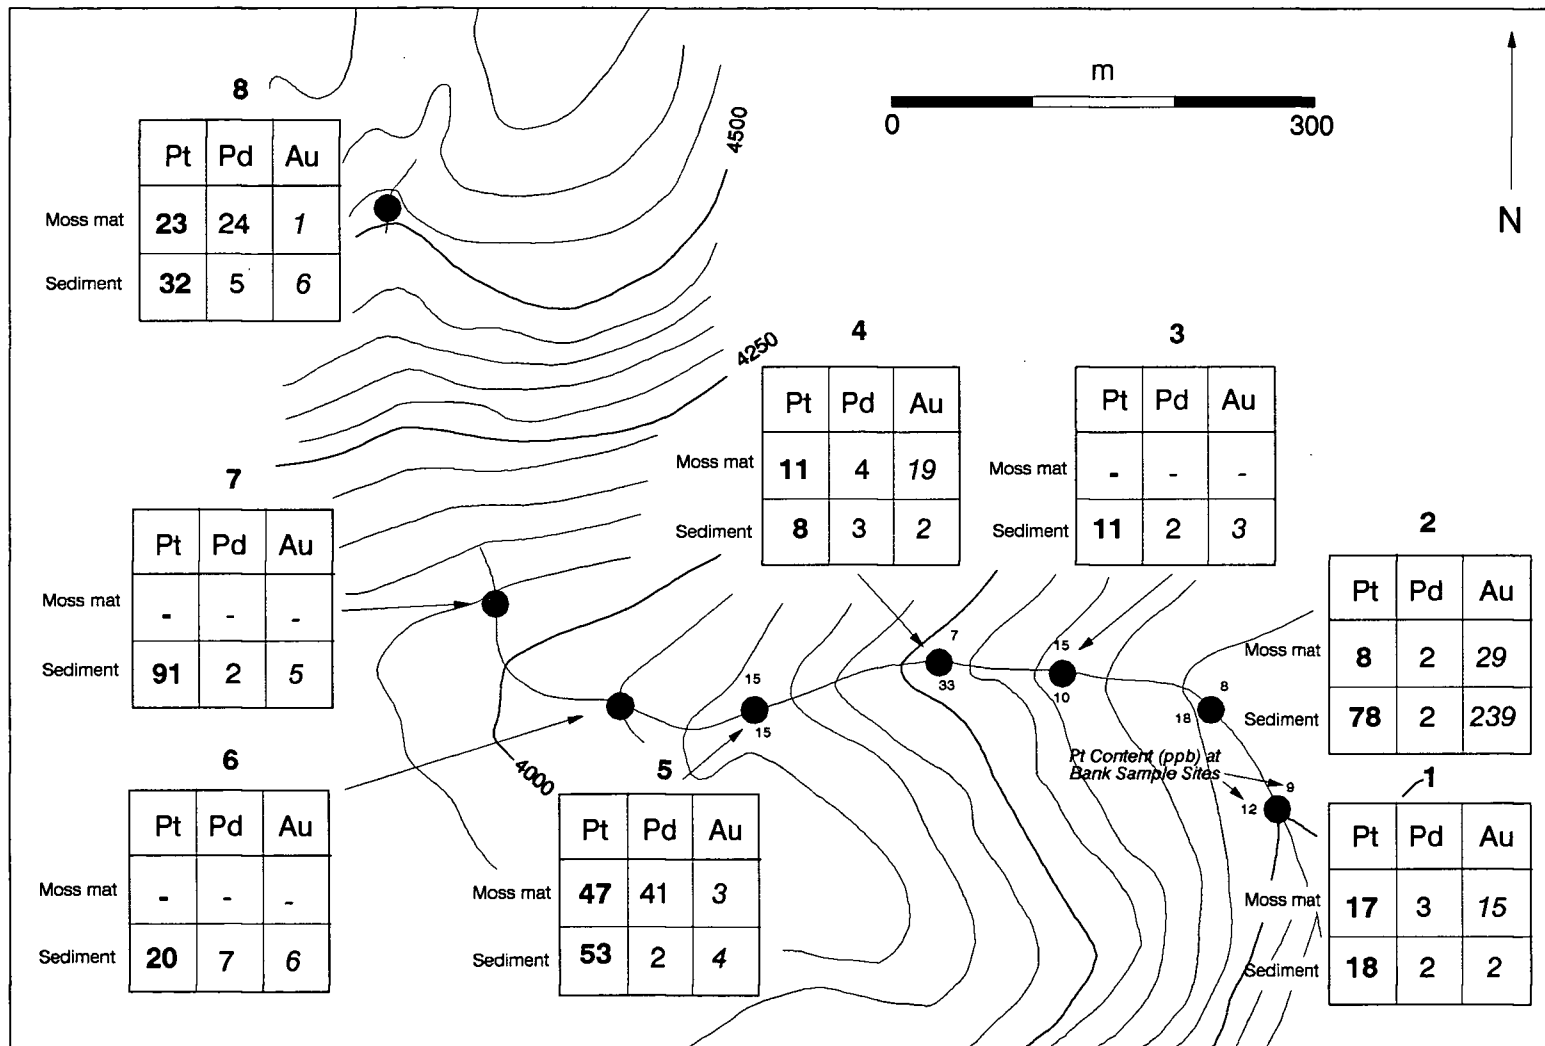 m
0 300
N
8
Pt Pd Au
Moss mat 23 24 1
Sediment 32 5 6
4500
4250
4000
7
Pt Pd Au
Moss mat - - -
Sediment 91 2 5
6
Pt Pd Au
Moss mat - - -
Sediment 20 7 6
5
Pt Pd Au
Moss mat 47 41 3
Sediment 53 2 4
15
15
4
Pt Pd Au
Moss mat 11 4 19
Sediment 8 3 2
7
33
3
Pt Pd Au
Moss mat - - -
Sediment 11 2 3
15
10
2
Pt Pd Au
Moss mat 8 2 29
Sediment 78 2 239
8
18
Pt Content (ppb) at
Bank Sample Sites
9
12
1
Pt Pd Au
Moss mat 17 3 15
Sediment 18 2 2